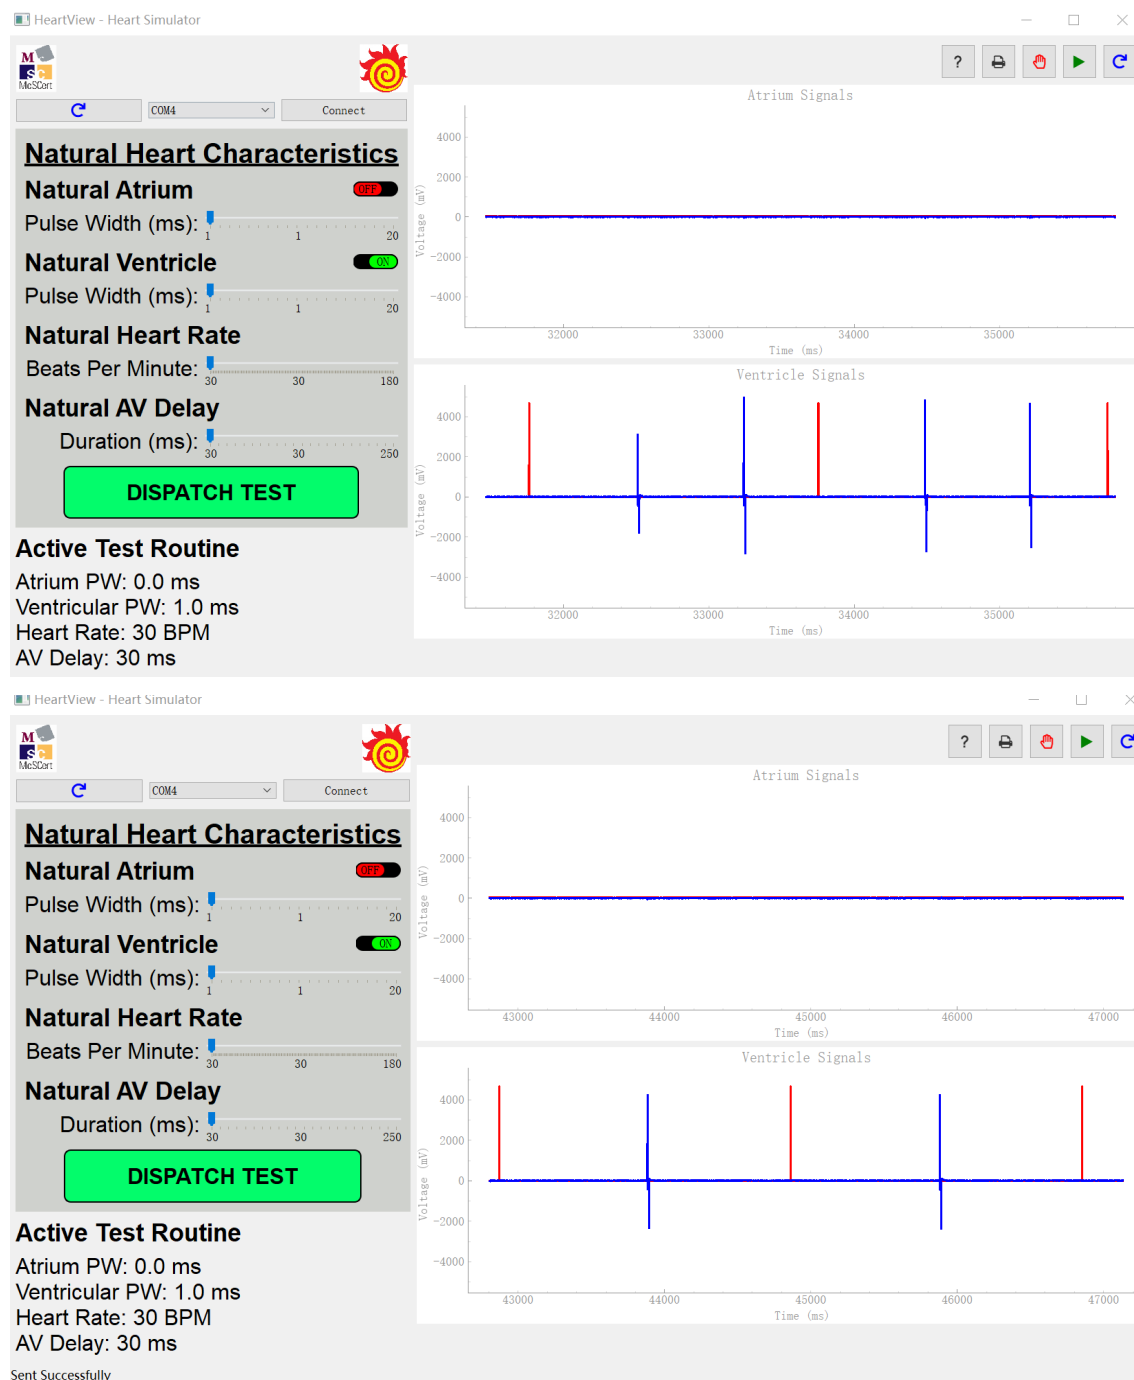 HeartView - Heart Simulator
M
SC
MicSCert
?
COM4
Connect
Natural Heart Characteristics
Natural Atrium
OFF
Pulse Width (ms):
1 1 20
Natural Ventricle
ON
Pulse Width (ms):
1 1 20
Natural Heart Rate
Beats Per Minute:
30 30 180
Natural AV Delay
Duration (ms):
30 30 250
DISPATCH TEST
Active Test Routine
Atrium PW: 0.0 ms
Ventricular PW: 1.0 ms
Heart Rate: 30 BPM
AV Delay: 30 ms
Atrium Signals
Voltage (mV)
4000
2000
0
−2000
−4000
32000 33000 34000 35000
Time (ms)
Ventricle Signals
Voltage (mV)
4000
2000
0
−2000
−4000
32000 33000 34000 35000
Time (ms)
HeartView - Heart Simulator
M
SC
MicSCert
?
COM4
Connect
Natural Heart Characteristics
Natural Atrium
OFF
Pulse Width (ms):
1 1 20
Natural Ventricle
ON
Pulse Width (ms):
1 1 20
Natural Heart Rate
Beats Per Minute:
30 30 180
Natural AV Delay
Duration (ms):
30 30 250
DISPATCH TEST
Active Test Routine
Atrium PW: 0.0 ms
Ventricular PW: 1.0 ms
Heart Rate: 30 BPM
AV Delay: 30 ms
Sent Successfully
Atrium Signals
Voltage (mV)
4000
2000
0
−2000
−4000
43000 44000 45000 46000 47000
Time (ms)
Ventricle Signals
Voltage (mV)
4000
2000
0
−2000
−4000
43000 44000 45000 46000 47000
Time (ms)